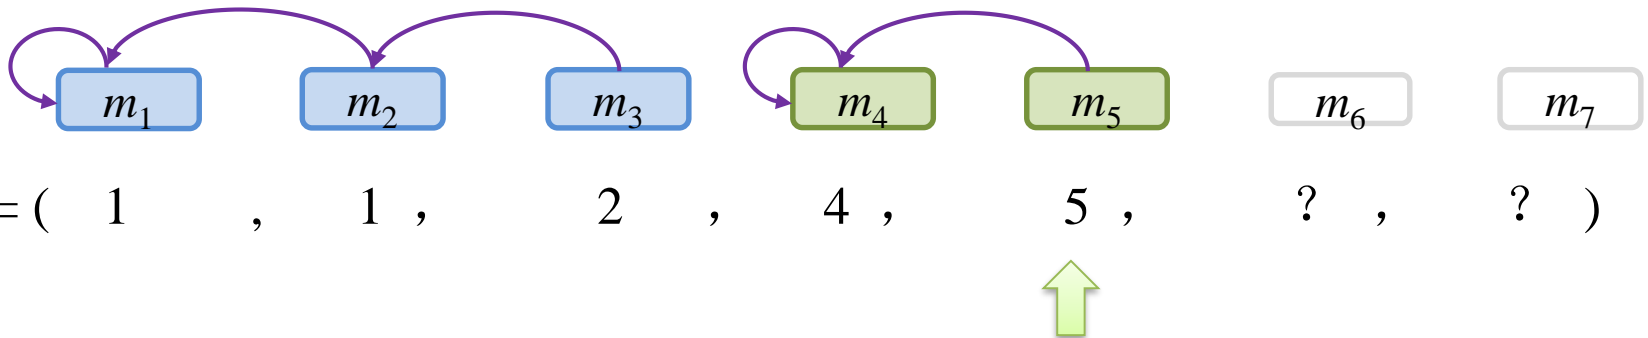 m₁ m₂ m₃ m₄ m₅ m₆ m₇
= ( 1 , 1 , 2 , 4 , 5 , ? , ? )